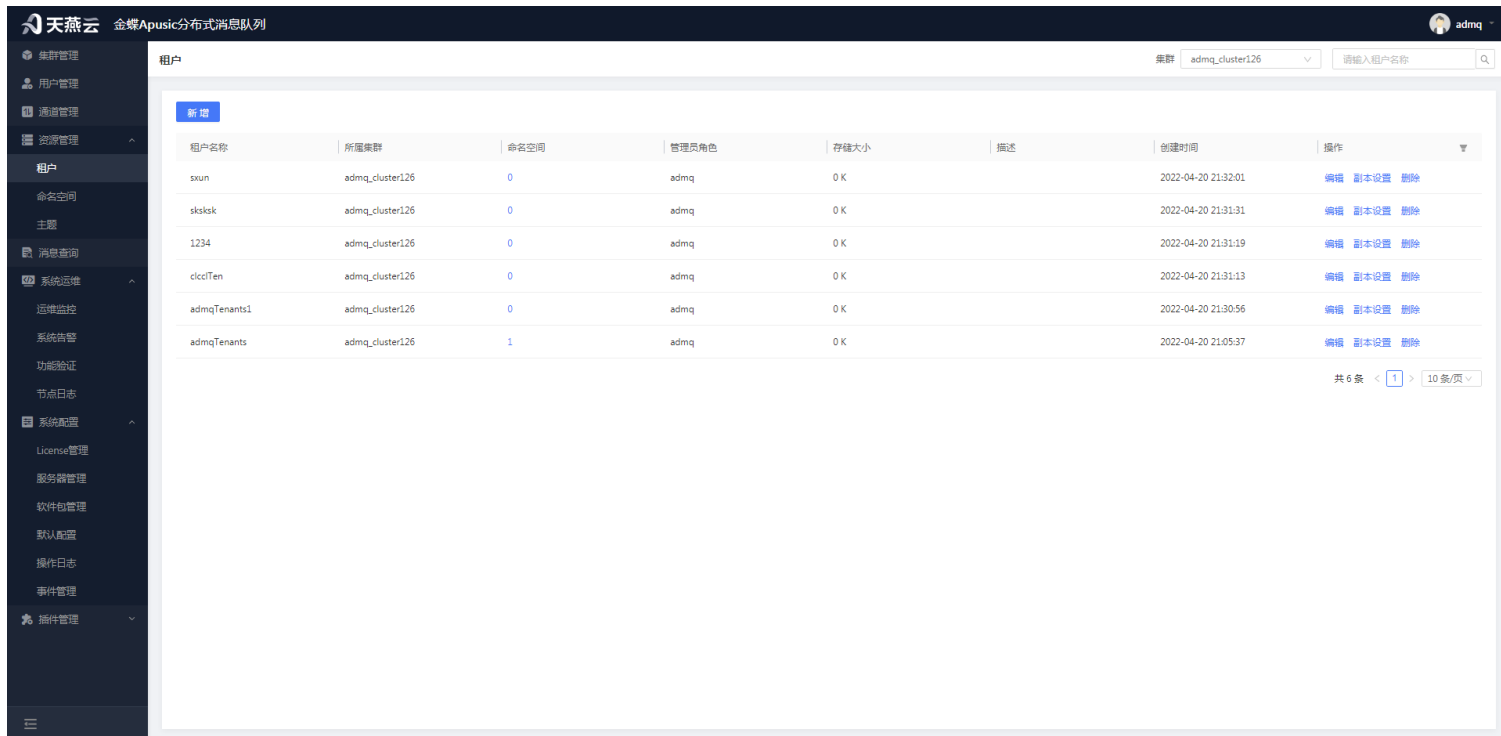 天燕云 金蝶Apusic分布式消息队列 admq
集群管理
用户管理
通道管理
资源管理
租户
命名空间
主题
消息查询
系统运维
运维监控
系统告警
功能验证
节点日志
系统配置
License管理
服务器管理
软件包管理
默认配置
操作日志
事件管理
插件管理
租户 集群 admq_cluster126 请输入租户名称
新增
租户名称 所属集群 命名空间 管理员角色 存储大小 描述 创建时间 操作
sxun admq_cluster126 0 admq 0 K 2022-04-20 21:32:01 编辑 副本设置 删除
sksksk admq_cluster126 0 admq 0 K 2022-04-20 21:31:31 编辑 副本设置 删除
1234 admq_cluster126 0 admq 0 K 2022-04-20 21:31:19 编辑 副本设置 删除
clcclTen admq_cluster126 0 admq 0 K 2022-04-20 21:31:13 编辑 副本设置 删除
admqTenants1 admq_cluster126 0 admq 0 K 2022-04-20 21:30:56 编辑 副本设置 删除
admqTenants admq_cluster126 1 admq 0 K 2022-04-20 21:05:37 编辑 副本设置 删除
共 6 条 < 1 > 10 条/页